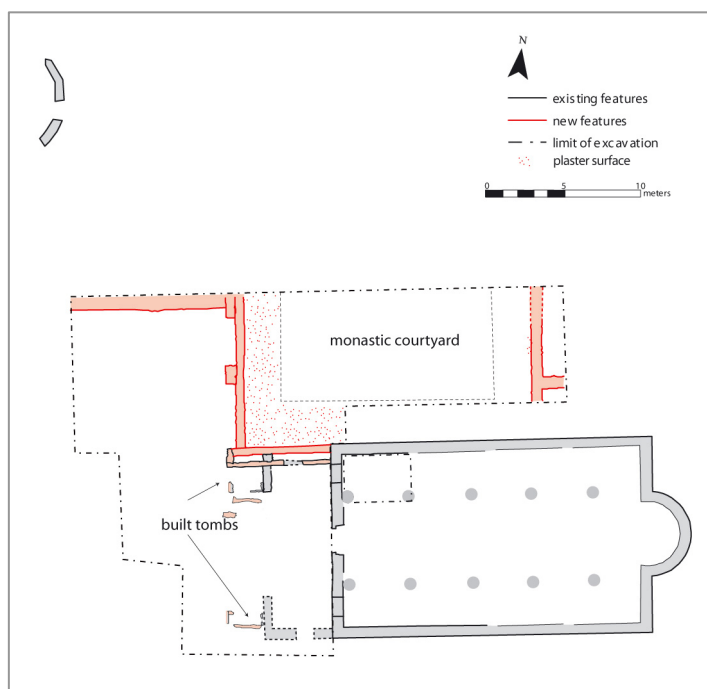 N
existing features
new features
limit of excavation
plaster surface
0 5 10
meters
monastic courtyard
built tombs